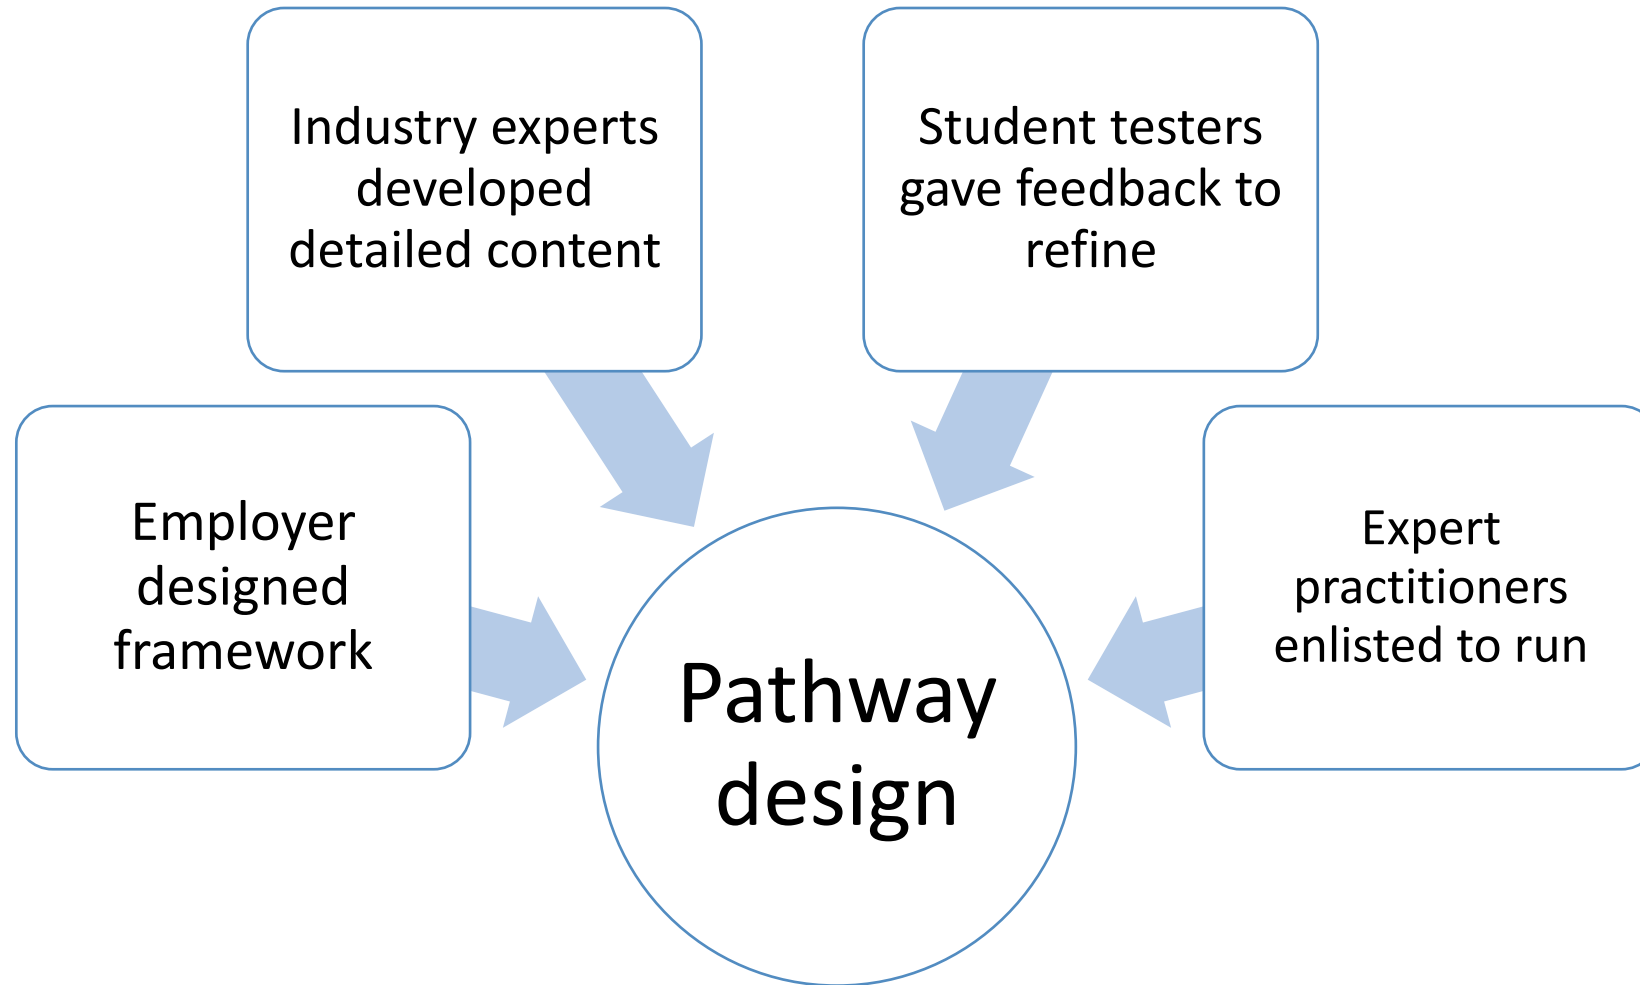 Industry experts
developed
detailed content
Student testers
gave feedback to
refine
Employer
designed
framework
Expert
practitioners
enlisted to run
Pathway
design